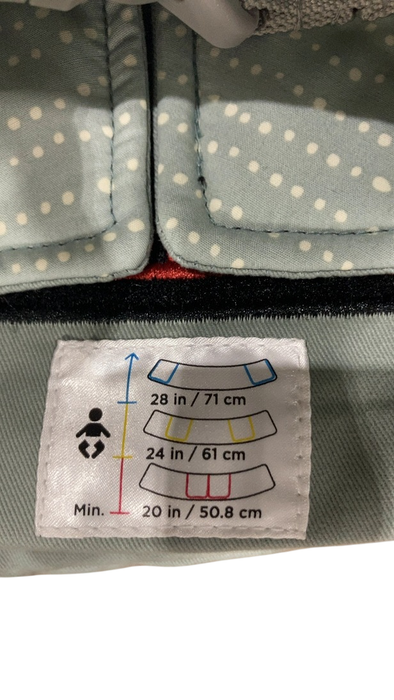 28 in / 71 cm
24 in / 61 cm
Min. 20 in / 50.8 cm